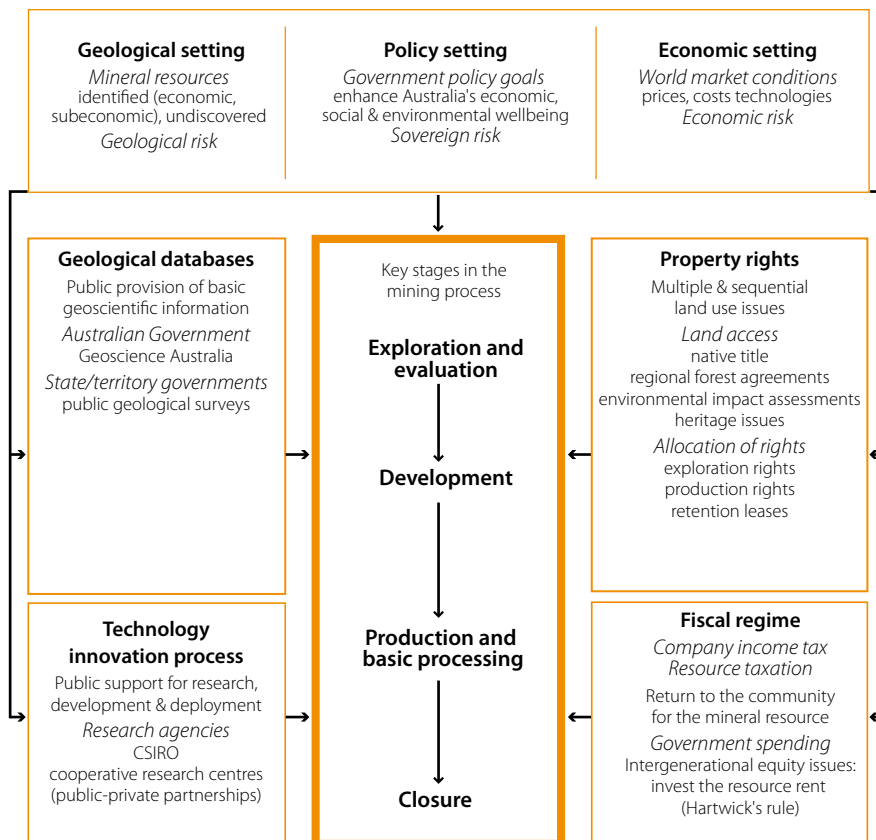 Geological setting
Mineral resources
identified (economic,
subeconomic), undiscovered
Geological risk
Policy setting
Government policy goals
enhance Australia's economic,
social & environmental wellbeing
Sovereign risk
Economic setting
World market conditions
prices, costs technologies
Economic risk
Geological databases
Public provision of basic
geoscientific information
Australian Government
Geoscience Australia
State/territory governments
public geological surveys
Technology
innovation process
Public support for research,
development & deployment
Research agencies
CSIRO
cooperative research centres
(public-private partnerships)
Key stages in the
mining process
Exploration and
evaluation
Development
Production and
basic processing
Closure
Property rights
Multiple & sequential
land use issues
Land access
native title
regional forest agreements
environmental impact assessments
heritage issues
Allocation of rights
exploration rights
production rights
retention leases
Fiscal regime
Company income tax
Resource taxation
Return to the community
for the mineral resource
Government spending
Intergenerational equity issues:
invest the resource rent
(Hartwick's rule)